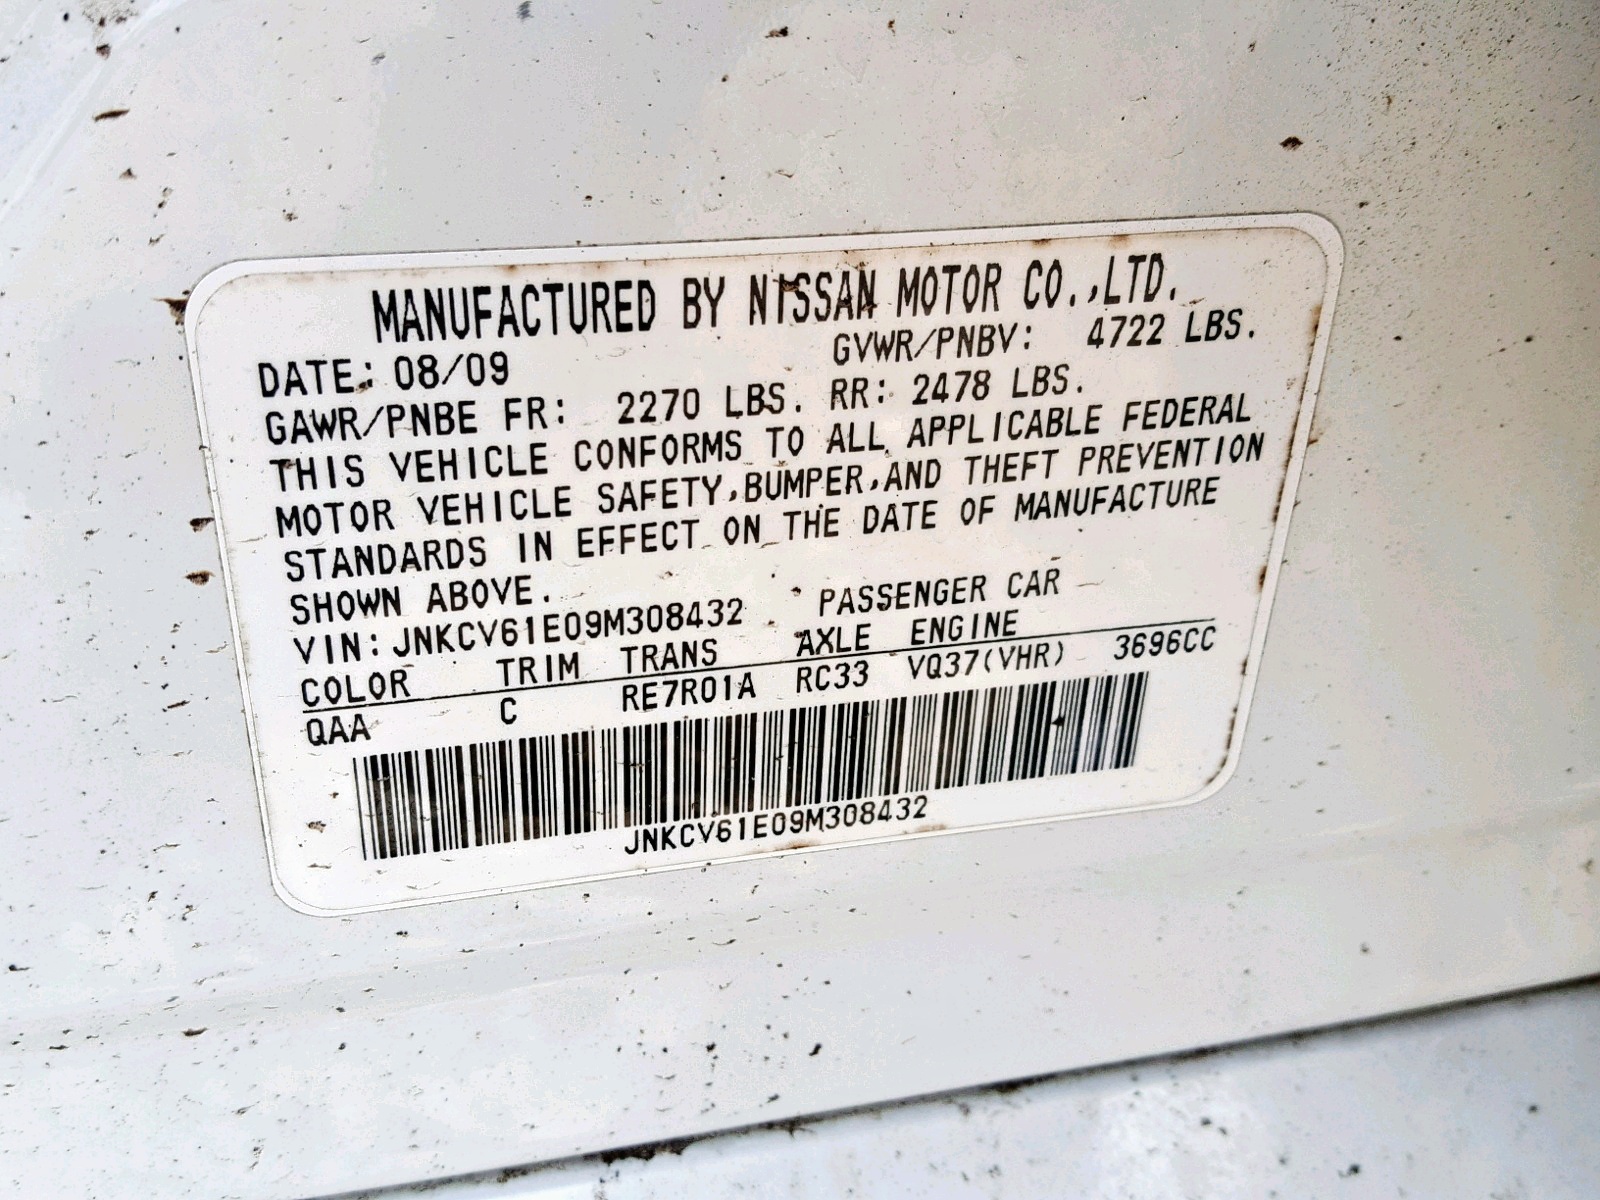 MANUFACTURED BY NISSAN MOTOR CO.,LTD.
DATE: 08/09 GVWR/PNBV: 4722 LBS.
GAWR/PNBE FR: 2270 LBS. RR: 2478 LBS.
THIS VEHICLE CONFORMS TO ALL APPLICABLE FEDERAL
MOTOR VEHICLE SAFETY,BUMPER,AND THEFT PREVENTION
STANDARDS IN EFFECT ON THE DATE OF MANUFACTURE
SHOWN ABOVE.
VIN: JNKCV61E09M308432 PASSENGER CAR
COLOR TRIM TRANS AXLE ENGINE
QAA C RE7R01A RC33 VQ37(VHR) 3696CC
JNKCV61E09M308432